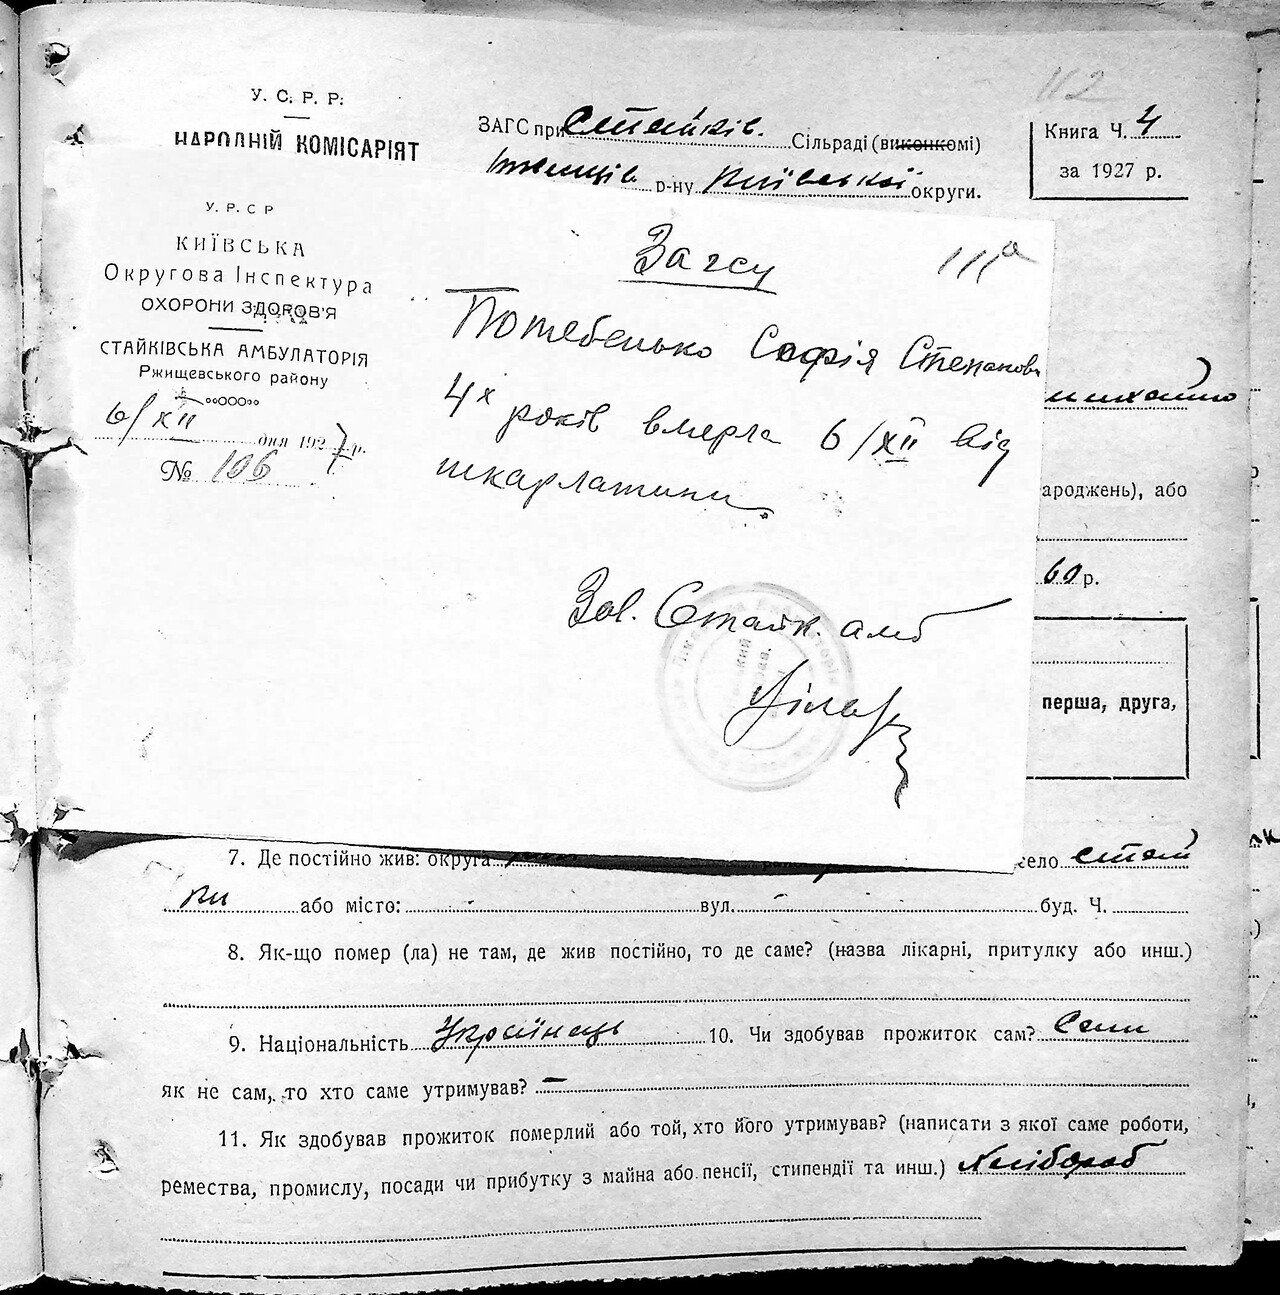 112
У. С. Р. Р.
НАРОДНІЙ КОМІСАРІЯТ
ЗАГС при Стайків. Сільраді (виконкомі)
р-ну Київської округи.
Книга Ч. 4
за 1927 р.
У. Р. С Р
КИЇВСЬКА
Округова Інспектура
ОХОРОНИ ЗДОРОВ'Я
СТАЙКІВСЬКА АМБУЛАТОРІЯ
Ржищевського району
6/XII дня 1927 р.
№ 106
Загсу
111а
Потебенько Софія Степанов
4х років вмерла 6/XII від
шкарлатини.
Зав. Стайк. амб
ароджень), або
60 р.
перша, друга,
7. Де постійно жив: округа село Стай
ки або місто: - вул. - буд. Ч.
8. Як-що помер (ла) не там, де жив постійно, то де саме? (назва лікарні, притулку або инш.)
9. Національність Українець 10. Чи здобував прожиток сам? Сам
як не сам, то хто саме утримував? —
11. Як здобував прожиток померлий або той, хто його утримував? (написати з якої саме роботи,
ремества, промислу, посади чи прибутку з майна або пенсії, стипендії та инш.) Хлібороб